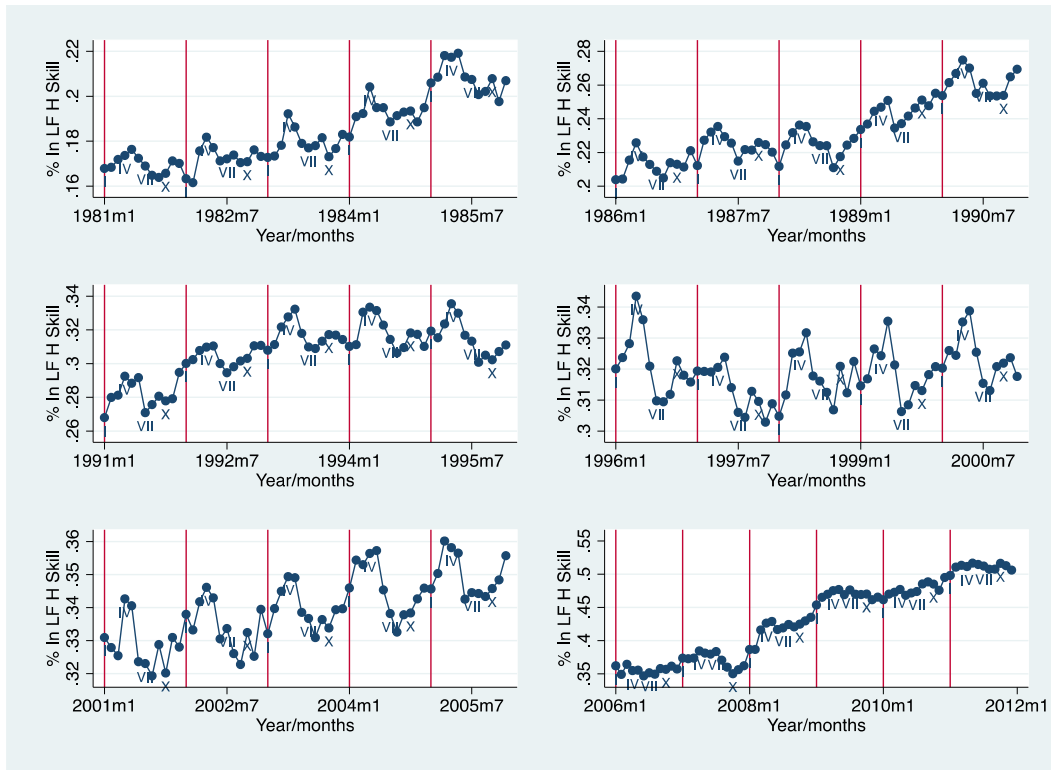 % In LF H Skill
.22
.2
.18
.16
I IV VII X I IV VII X I IV VII X I IV VII X I IV VII X
1981m1 1982m7 1984m1 1985m7
Year/months
% In LF H Skill
.28
.26
.24
.22
.2
I IV VII X I IV VII X I IV VII X I IV VII X I IV VII X
1986m1 1987m7 1989m1 1990m7
Year/months
% In LF H Skill
.34
.32
.3
.28
.26
I IV VII X I IV VII X I IV VII X I IV VII X I IV VII X
1991m1 1992m7 1994m1 1995m7
Year/months
% In LF H Skill
.34
.33
.32
.31
.3
I IV VII X I IV VII X I IV VII X I IV VII X I IV VII X
1996m1 1997m7 1999m1 2000m7
Year/months
% In LF H Skill
.36
.35
.34
.33
.32
I IV VII X I IV VII X I IV VII X I IV VII X I IV VII X
2001m1 2002m7 2004m1 2005m7
Year/months
% In LF H Skill
.55
.5
.45
.4
.35
I IV VII X I IV VII X I IV VII X I IV VII X I IV VII X I IV VII X
2006m1 2008m1 2010m1 2012m1
Year/months